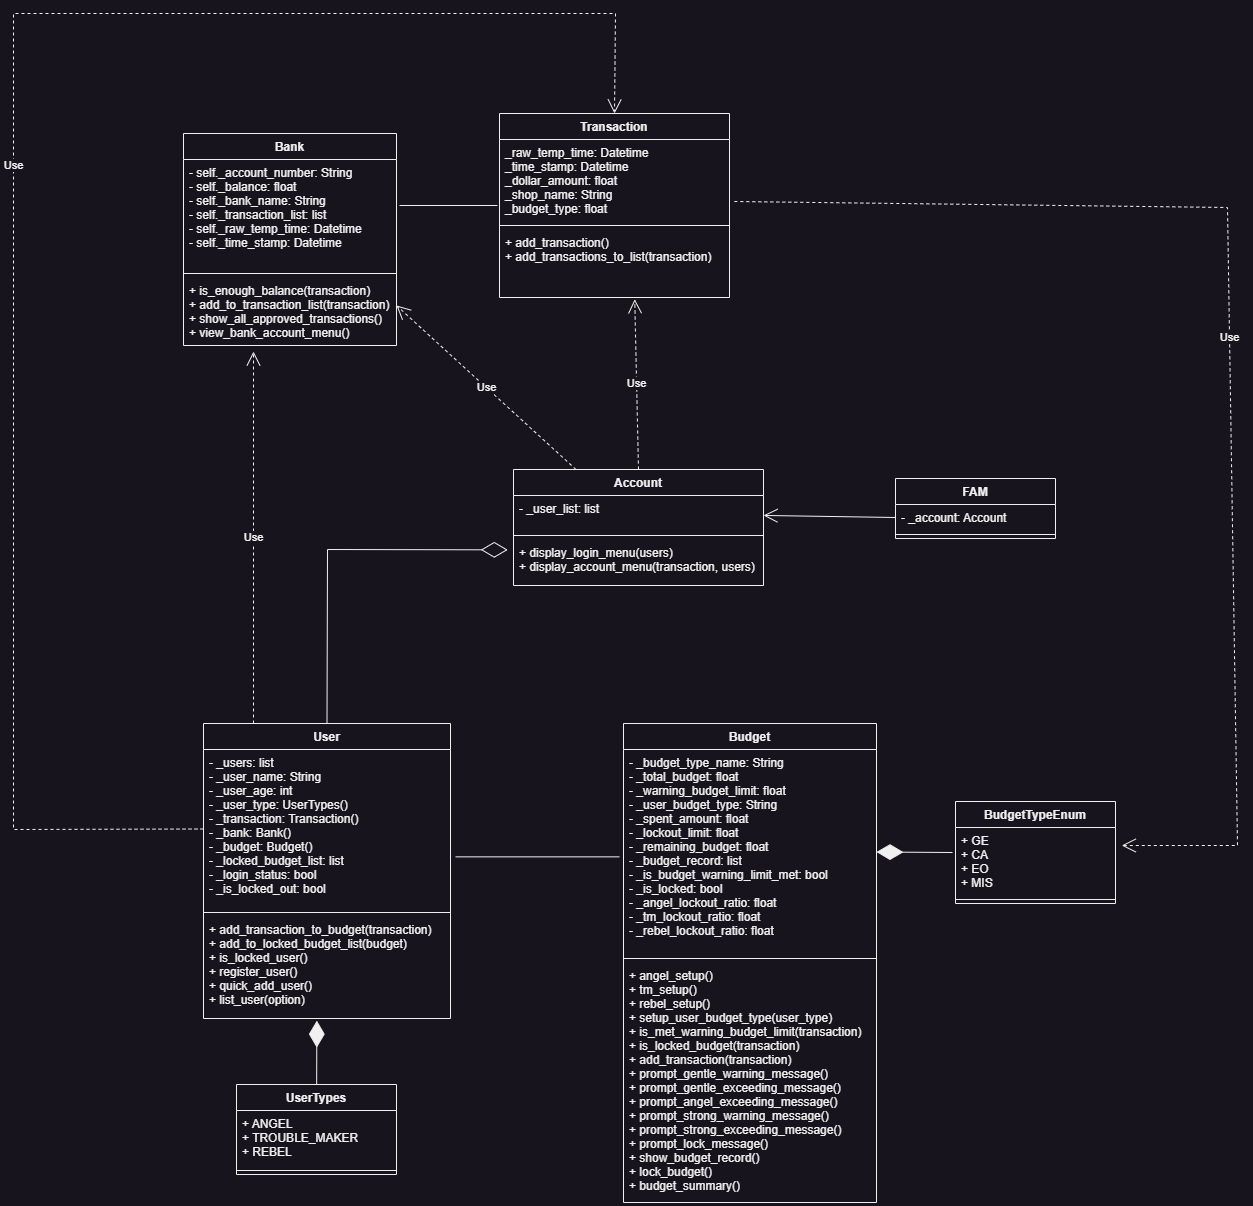 Use
Transaction
_raw_temp_time: Datetime
_time_stamp: Datetime
_dollar_amount: float
_shop_name: String
_budget_type: float
+ add_transaction()
+ add_transactions_to_list(transaction)
Bank
- self._account_number: String
- self._balance: float
- self._bank_name: String
- self._transaction_list: list
- self._raw_temp_time: Datetime
- self._time_stamp: Datetime
+ is_enough_balance(transaction)
+ add_to_transaction_list(transaction)
+ show_all_approved_transactions()
+ view_bank_account_menu()
Use
Use
Use
Use
Account
- _user_list: list
+ display_login_menu(users)
+ display_account_menu(transaction, users)
FAM
- _account: Account
User
- _users: list
- _user_name: String
- _user_age: int
- _user_type: UserTypes()
- _transaction: Transaction()
- _bank: Bank()
- _budget: Budget()
- _locked_budget_list: list
- _login_status: bool
- _is_locked_out: bool
+ add_transaction_to_budget(transaction)
+ add_to_locked_budget_list(budget)
+ is_locked_user()
+ register_user()
+ quick_add_user()
+ list_user(option)
Budget
- _budget_type_name: String
- _total_budget: float
- _warning_budget_limit: float
- _user_budget_type: String
- _spent_amount: float
- _lockout_limit: float
- _remaining_budget: float
- _budget_record: list
- _is_budget_warning_limit_met: bool
- _is_locked: bool
- _angel_lockout_ratio: float
- _tm_lockout_ratio: float
- _rebel_lockout_ratio: float
+ angel_setup()
+ tm_setup()
+ rebel_setup()
+ setup_user_budget_type(user_type)
+ is_met_warning_budget_limit(transaction)
+ is_locked_budget(transaction)
+ add_transaction(transaction)
+ prompt_gentle_warning_message()
+ prompt_gentle_exceeding_message()
+ prompt_angel_exceeding_message()
+ prompt_strong_warning_message()
+ prompt_strong_exceeding_message()
+ prompt_lock_message()
+ show_budget_record()
+ lock_budget()
+ budget_summary()
BudgetTypeEnum
+ GE
+ CA
+ EO
+ MIS
UserTypes
+ ANGEL
+ TROUBLE_MAKER
+ REBEL